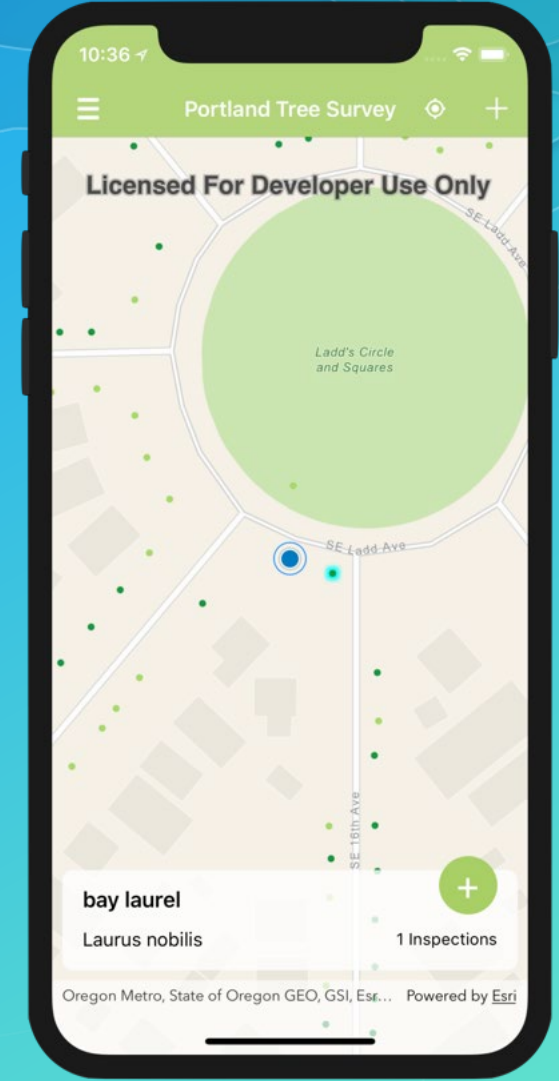 10:36
Portland Tree Survey
Licensed For Developer Use Only
SE Ladd Ave
Ladd's Circle
and Squares
SE Ladd Ave
SE 16th Ave
bay laurel
Laurus nobilis
1 Inspections
Oregon Metro, State of Oregon GEO, GSI, Esr...
Powered by Esri